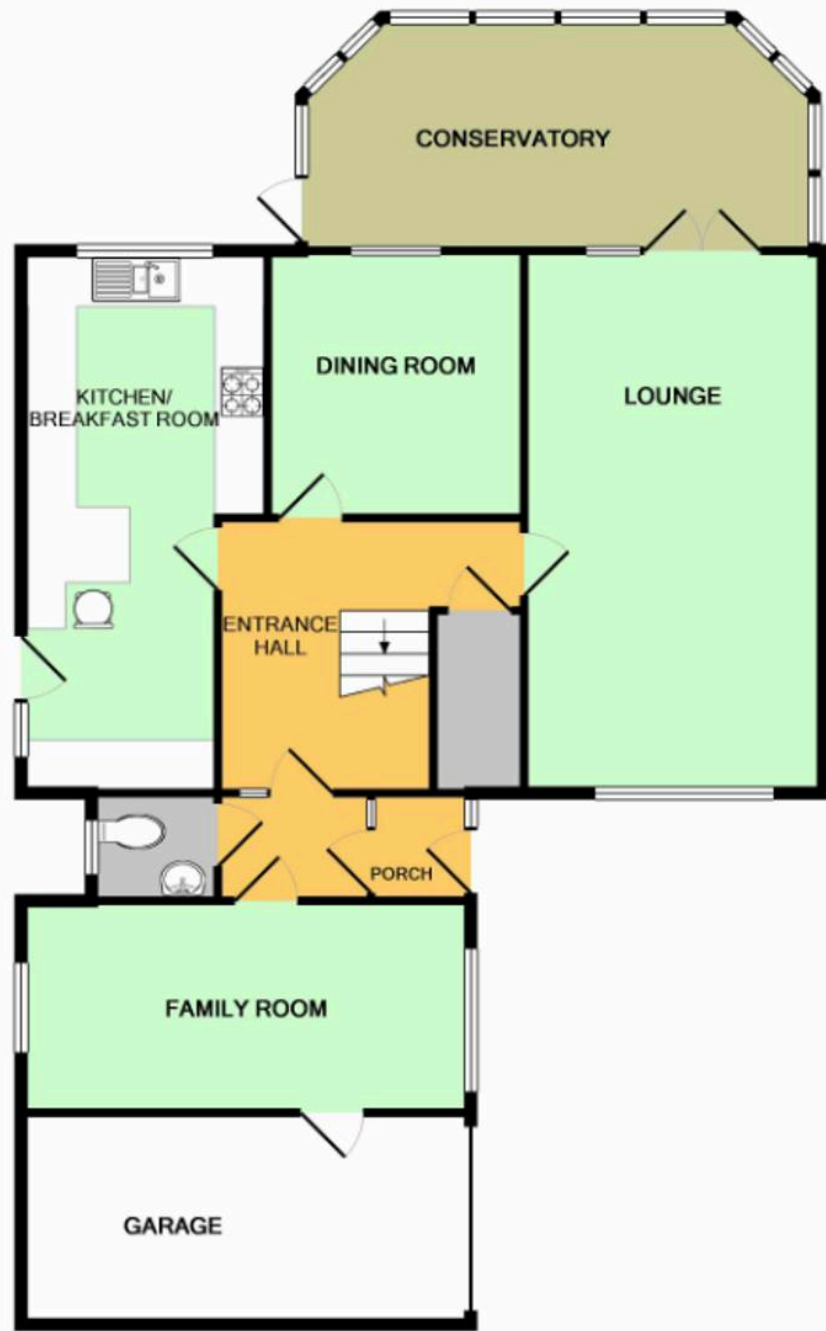 CONSERVATORY
DINING ROOM
LOUNGE
KITCHEN/
BREAKFAST ROOM
ENTRANCE
HALL
PORCH
FAMILY ROOM
GARAGE